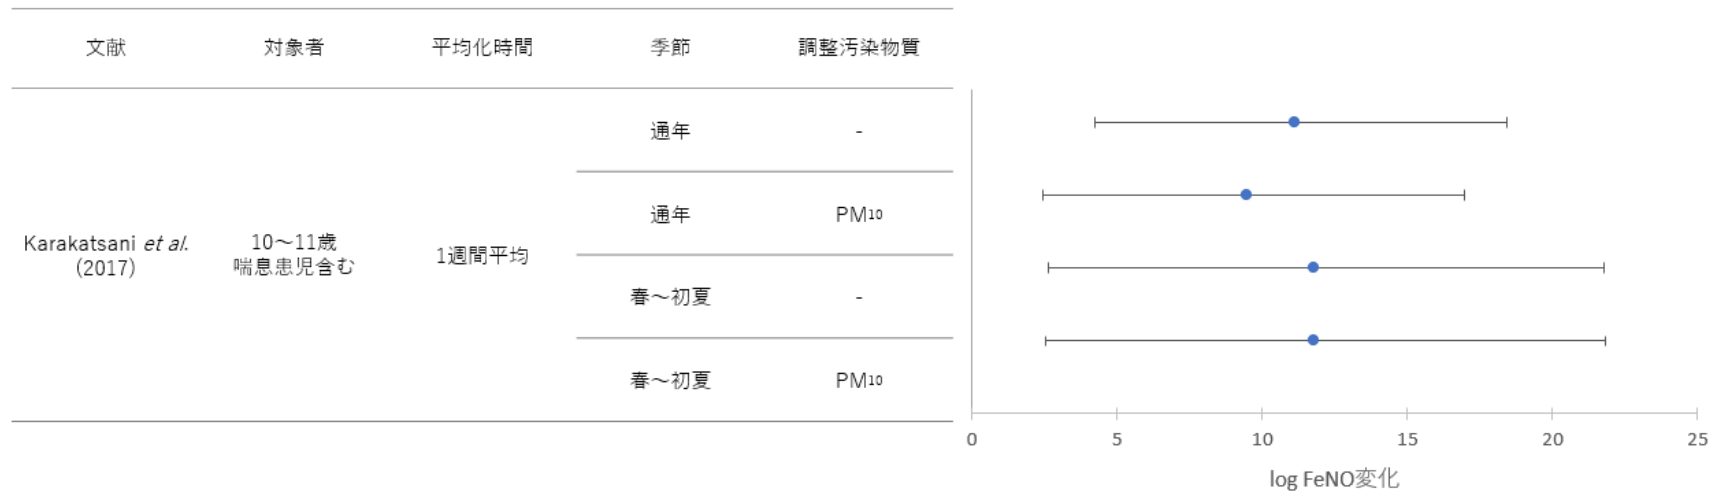 文献 対象者 平均化時間 季節 調整汚染物質
通年 -
通年 PM10
Karakatsani et al.
(2017)
10～11歳
喘息患児含む
1週間平均
春～初夏 -
春～初夏 PM10
0 5 10 15 20 25
log FeNO変化